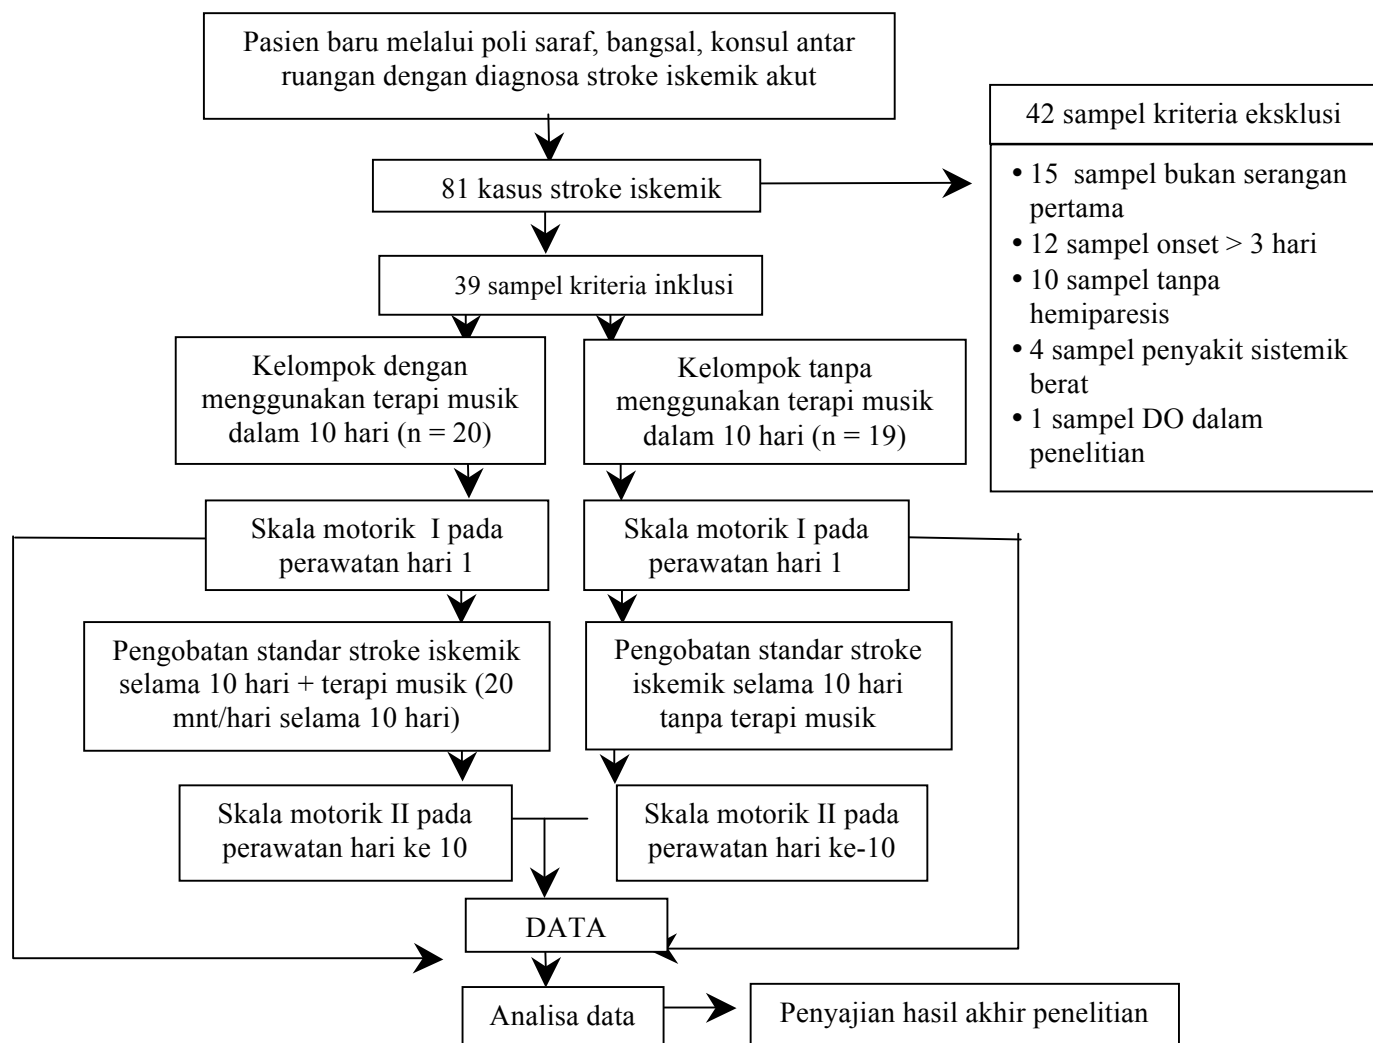 Pasien baru melalui poli saraf, bangsal, konsul antar
ruangan dengan diagnosa stroke iskemik akut
42 sampel kriteria eksklusi
• 15 sampel bukan serangan
pertama
• 12 sampel onset > 3 hari
• 10 sampel tanpa
hemiparesis
• 4 sampel penyakit sistemik
berat
• 1 sampel DO dalam
penelitian
81 kasus stroke iskemik
39 sampel kriteria inklusi
Kelompok dengan
menggunakan terapi musik
dalam 10 hari (n = 20)
Kelompok tanpa
menggunakan terapi musik
dalam 10 hari (n = 19)
Skala motorik I pada
perawatan hari 1
Skala motorik I pada
perawatan hari 1
Pengobatan standar stroke iskemik
selama 10 hari + terapi musik (20
mnt/hari selama 10 hari)
Pengobatan standar stroke
iskemik selama 10 hari
tanpa terapi musik
Skala motorik II pada
perawatan hari ke 10
Skala motorik II pada
perawatan hari ke-10
DATA
Analisa data
Penyajian hasil akhir penelitian